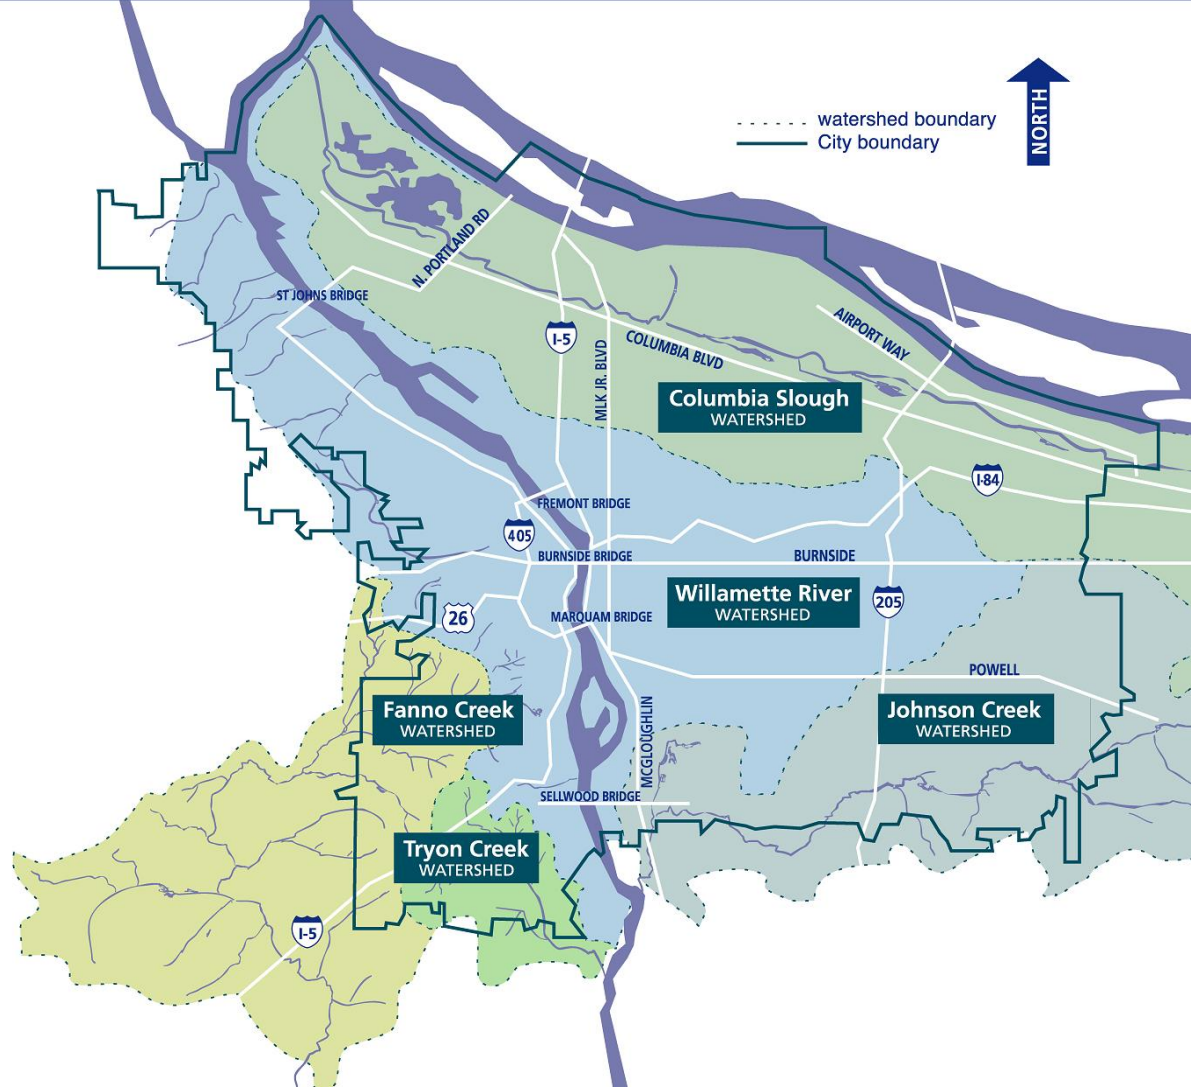 watershed boundary
City boundary
NORTH
N. PORTLAND RD
ST JOHNS BRIDGE
I-5
MLK JR. BLVD
COLUMBIA BLVD
AIRPORT WAY
Columbia Slough
WATERSHED
I-84
FREMONT BRIDGE
405
BURNSIDE BRIDGE
BURNSIDE
Willamette River
WATERSHED
205
26
MARQUAM BRIDGE
POWELL
Fanno Creek
WATERSHED
MCGLOUGHLIN
Johnson Creek
WATERSHED
SELLWOOD BRIDGE
Tryon Creek
WATERSHED
I-5